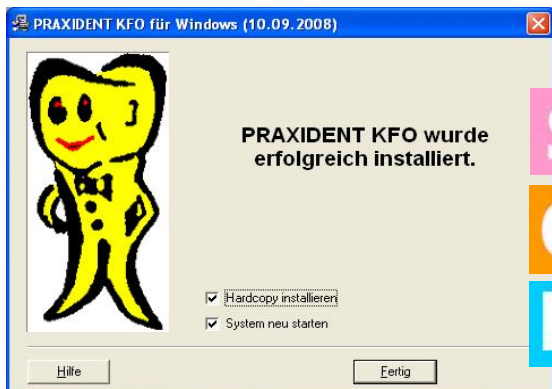 PRAXIDENT KFO für Windows (10.09.2008)
PRAXIDENT KFO wurde
erfolgreich installiert.
Hardcopy installieren
System neu starten
Hilfe
Fertig